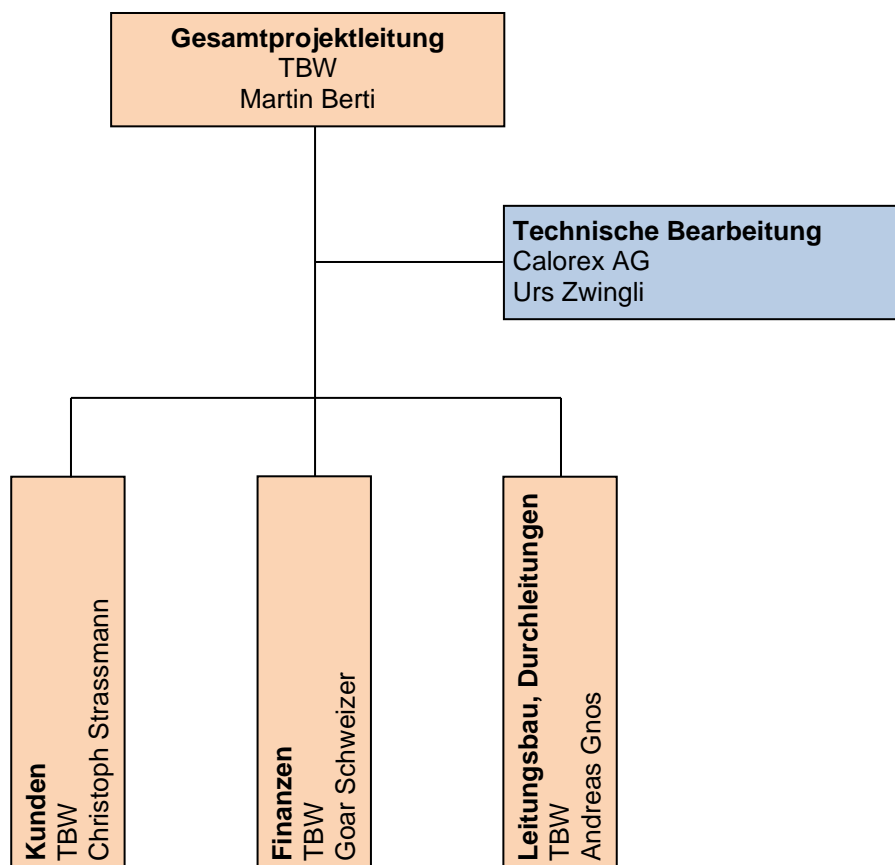 Gesamtprojektleitung
TBW
Martin Berti
Technische Bearbeitung
Calorex AG
Urs Zwingli
Kunden
TBW
Christoph Strassmann
Finanzen
TBW
Goar Schweizer
Leitungsbau, Durchleitungen
TBW
Andreas Gnos